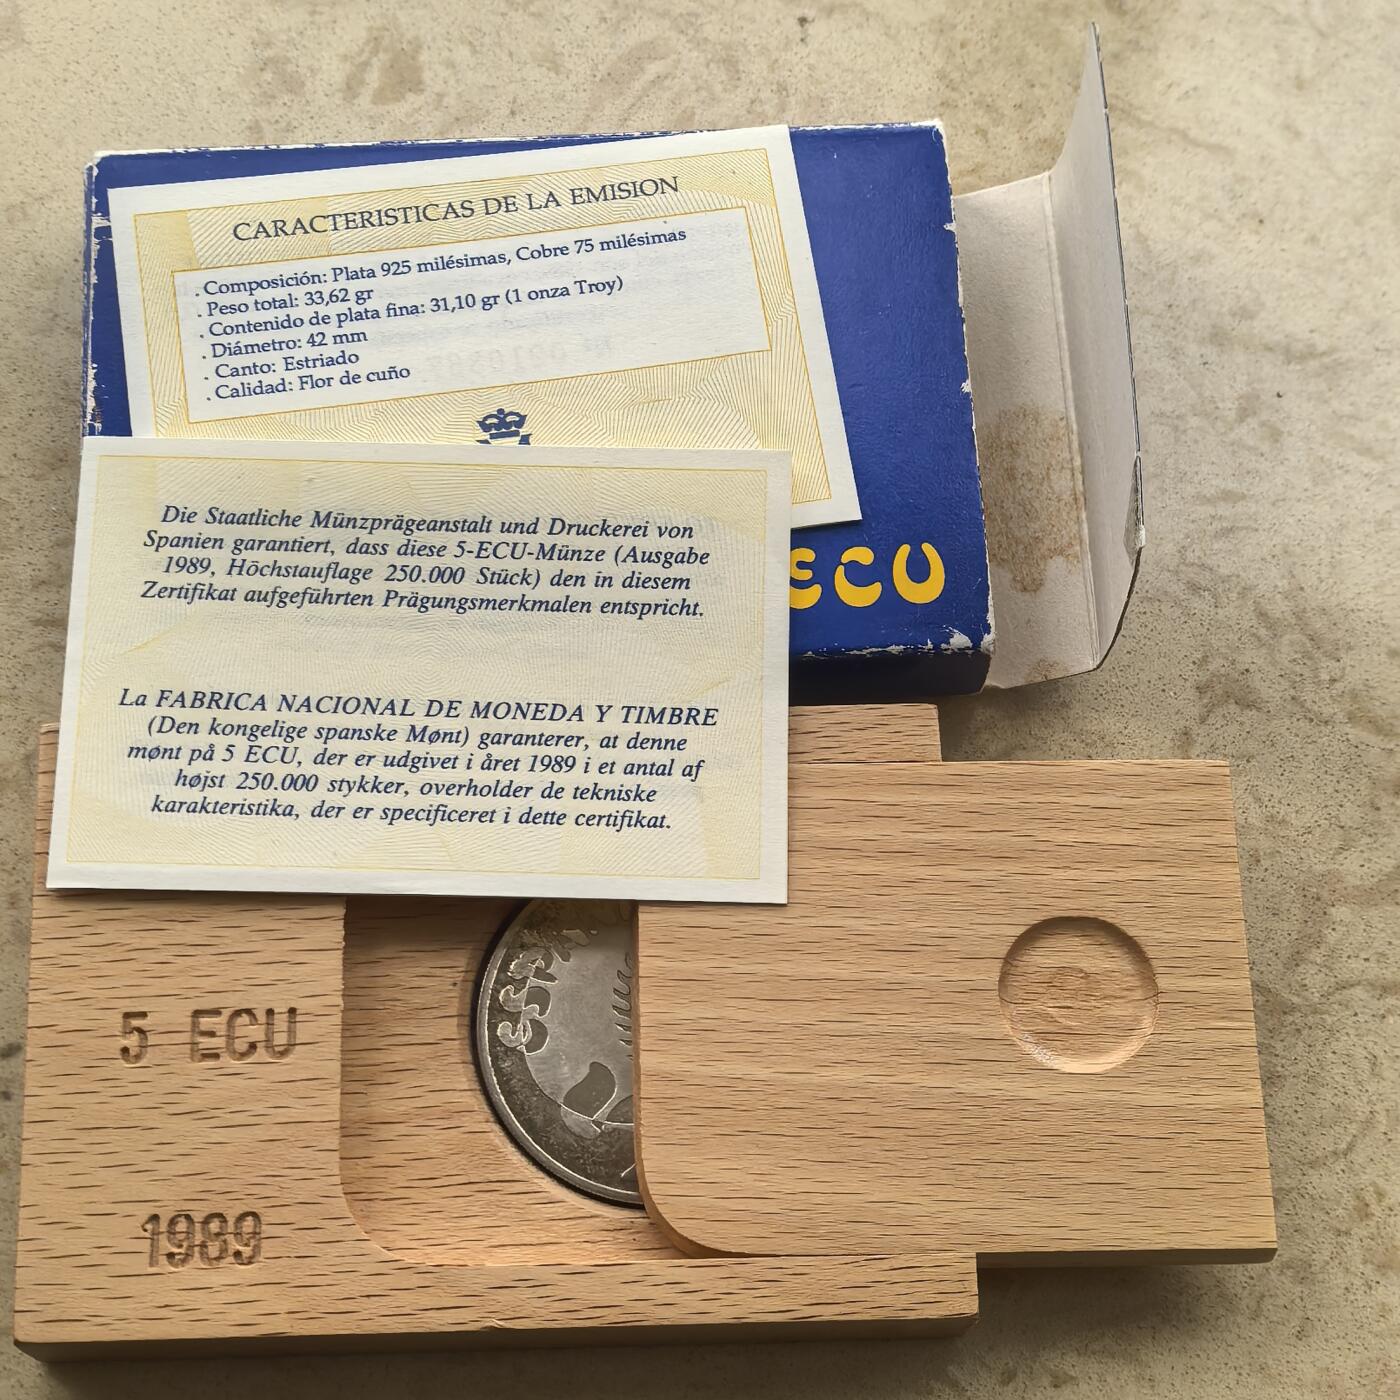 CARACTERISTICAS DE LA EMISION
. Composición: Plata 925 milésimas, Cobre 75 milésimas
. Peso total: 33,62 gr
. Contenido de plata fina: 31,10 gr (1 onza Troy)
. Diámetro: 42 mm
. Canto: Estriado
. Calidad: Flor de cuño
Die Staatliche Münzprägeanstalt und Druckerei von
Spanien garantiert, dass diese 5-ECU-Münze (Ausgabe
1989, Höchstauflage 250.000 Stück) den in diesem
Zertifikat aufgeführten Prägungsmerkmalen entspricht.
La FABRICA NACIONAL DE MONEDA Y TIMBRE
(Den kongelige spanske Mønt) garanterer, at denne
mønt på 5 ECU, der er udgivet i året 1989 i et antal af
højst 250.000 stykker, overholder de tekniske
karakteristika, der er specificeret i dette certifikat.
ECU
5 ECU
1989